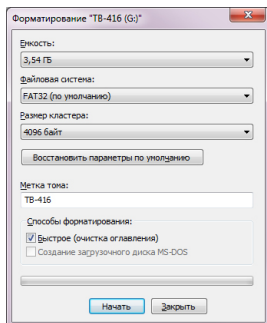 Форматирование "TB-416 (G:)"
Емкость:
3,54 ГБ
Файловая система:
FAT32 (по умолчанию)
Размер кластера:
4096 байт
Восстановить параметры по умолчанию
Метка тома:
TB-416
Способы форматирования:
Быстрое (очистка оглавления)
Создание загрузочного диска MS-DOS
Начать
Закрыть